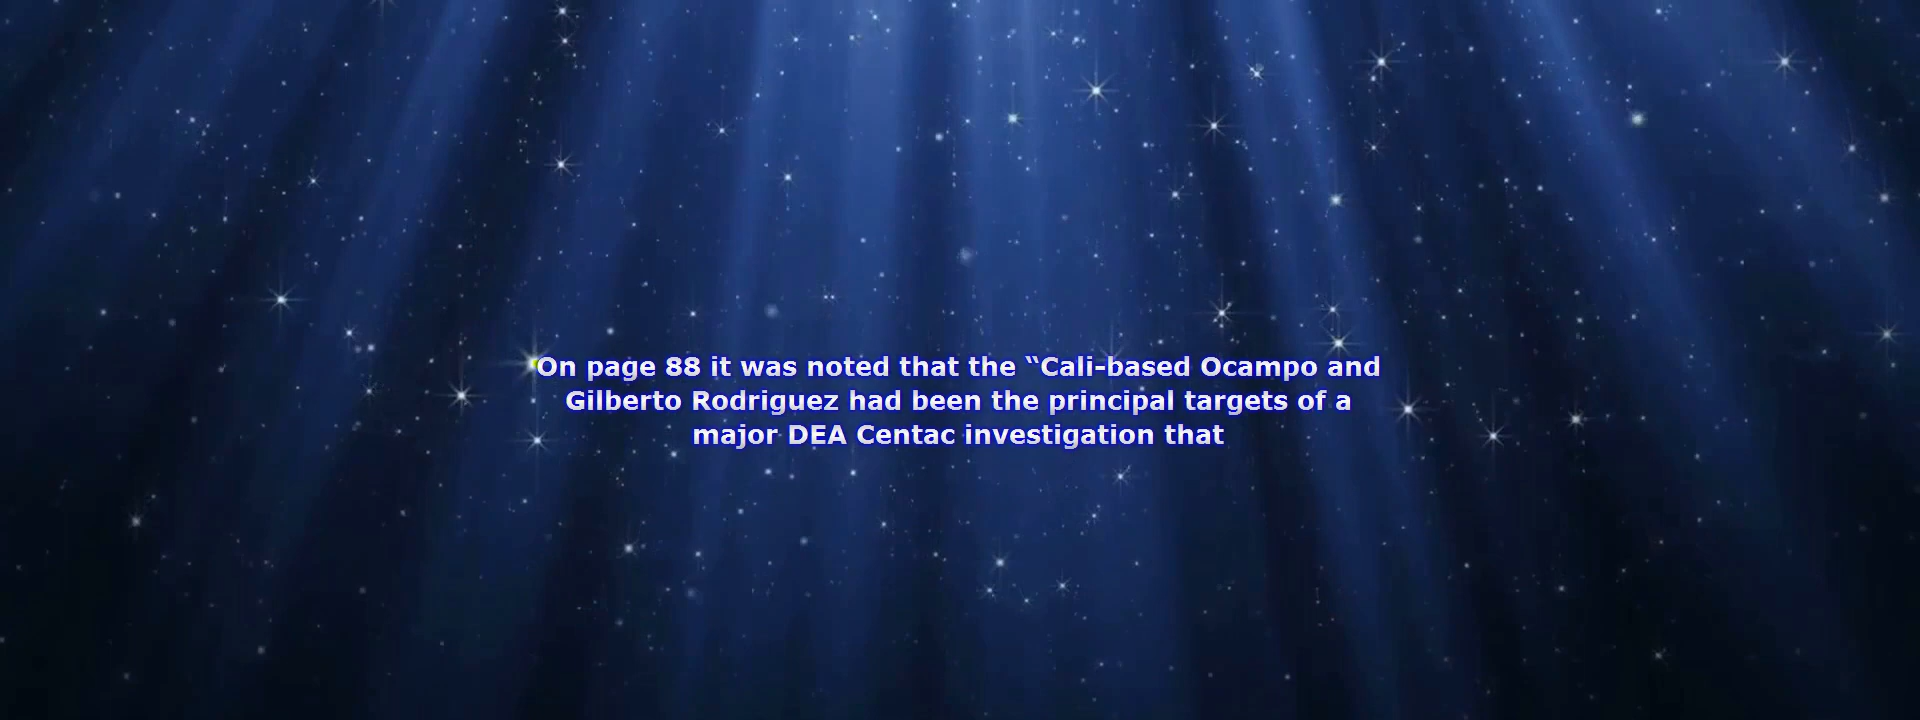 On page 88 it was noted that the “Cali-based Ocampo and
Gilberto Rodriguez had been the principal targets of a
major DEA Centac investigation that